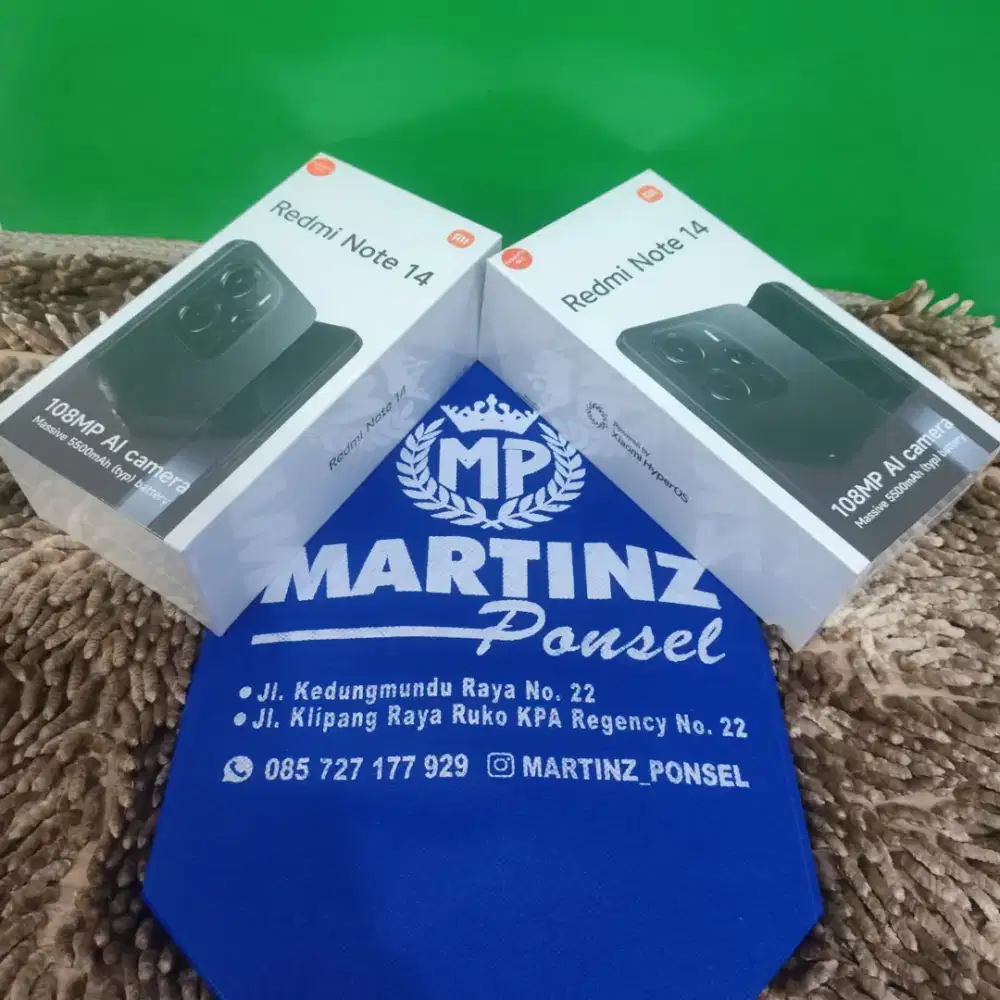 Redmi Note 14
108MP AI camera
Massive 5500mAh (typ) battery
Redmi Note 14
Redmi Note 14
108MP AI camera
Massive 5500mAh (typ) battery
Powered by
Xiaomi HyperOS
MP
MARTINZ
Ponsel
• Jl. Kedungmundu Raya No. 22
• Jl. Klipang Raya Ruko KPA Regency No. 22
085 727 177 929 MARTINZ_PONSEL